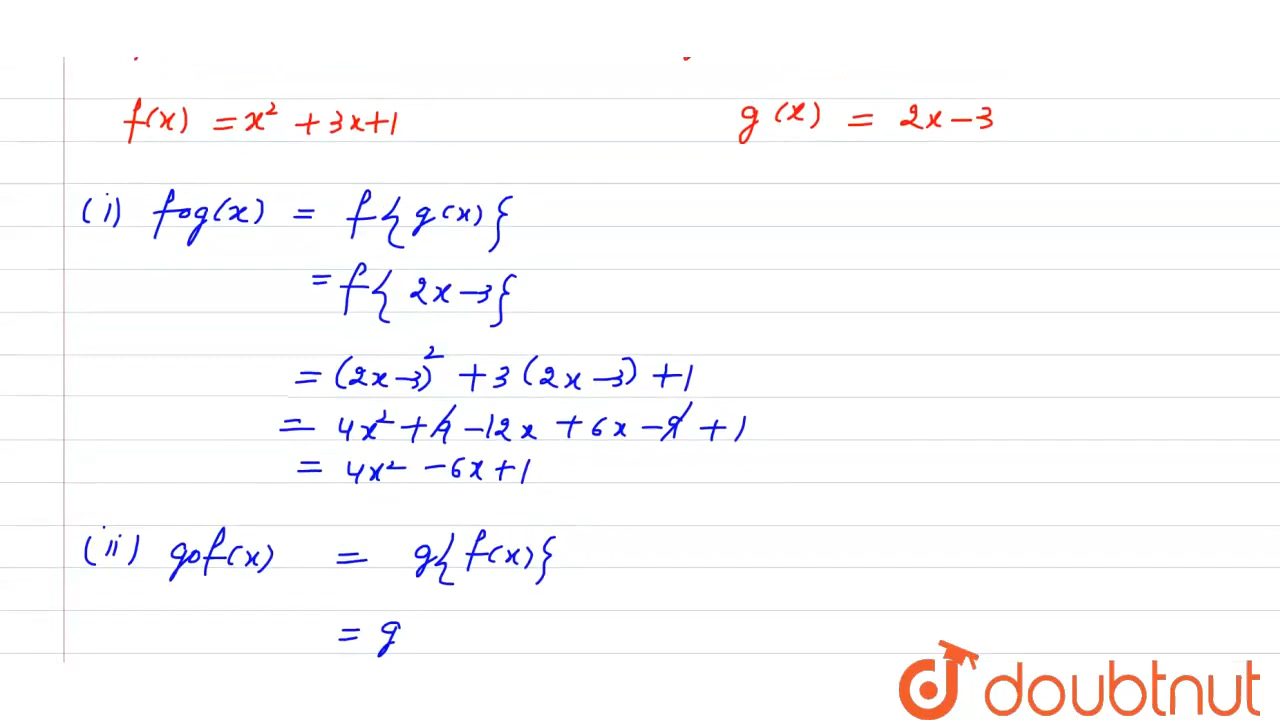 f(x) = x² + 3x+1 g(x) = 2x-3
(i) fog(x) = f{g(x)}
= f{2x-3}
= (2x-3)² + 3(2x-3) +1
= 4x² + 9 - 12x + 6x - 9 + 1
= 4x² - 6x + 1
(ii) gof(x) = g{f(x)}
= g
doubtnut